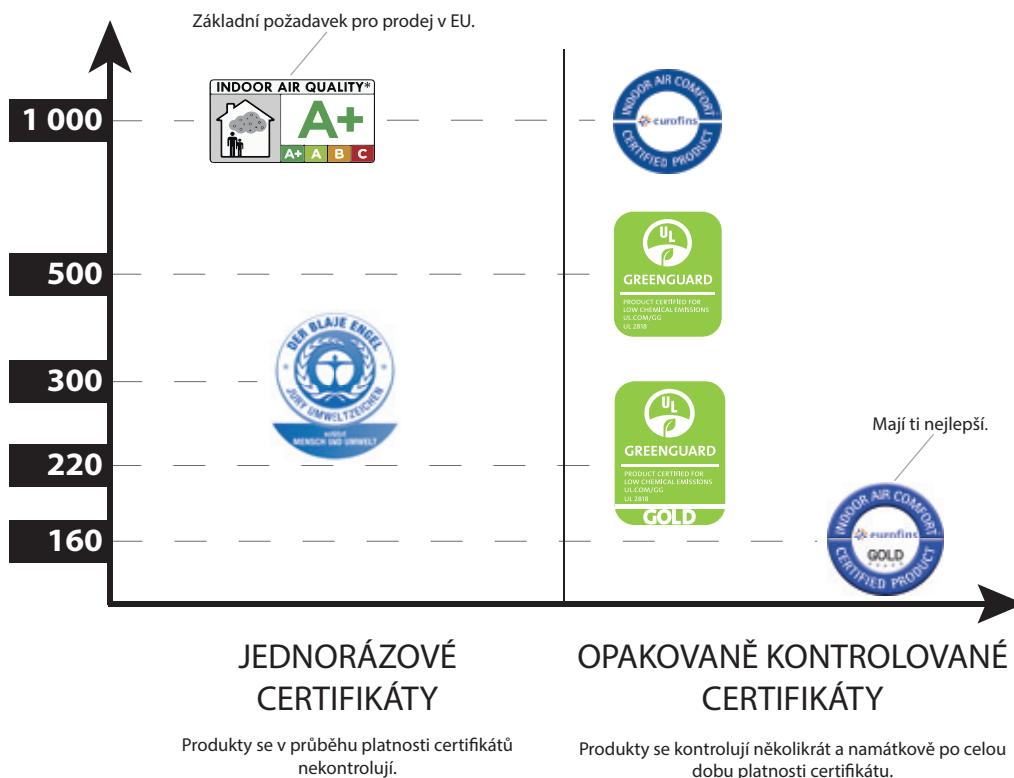 Základní požadavek pro prodej v EU.
INDOOR AIR QUALITY*
A+
A+ A B C
1 000
INDOOR AIR COMFORT
eurofins
CERTIFIED PRODUCT
UL
GREENGUARD
PRODUCT CERTIFIED FOR
LOW CHEMICAL EMISSIONS
UL.COM/GG
UL 2818
500
DER BLAUE ENGEL
JURY UMWELTZEICHEN
MENSCH UND UMWELT
300
UL
GREENGUARD
PRODUCT CERTIFIED FOR
LOW CHEMICAL EMISSIONS
UL.COM/GG
UL 2818
GOLD
Mají ti nejlepší.
220
INDOOR AIR COMFORT
eurofins
GOLD
CERTIFIED PRODUCT
160
JEDNORÁZOVÉ
CERTIFIKÁTY
Produkty se v průběhu platnosti certifikátů
nekontrolují.
OPAKOVANĚ KONTROLOVANÉ
CERTIFIKÁTY
Produkty se kontrolují několikrát a namátkově po celou
dobu platnosti certifikátu.